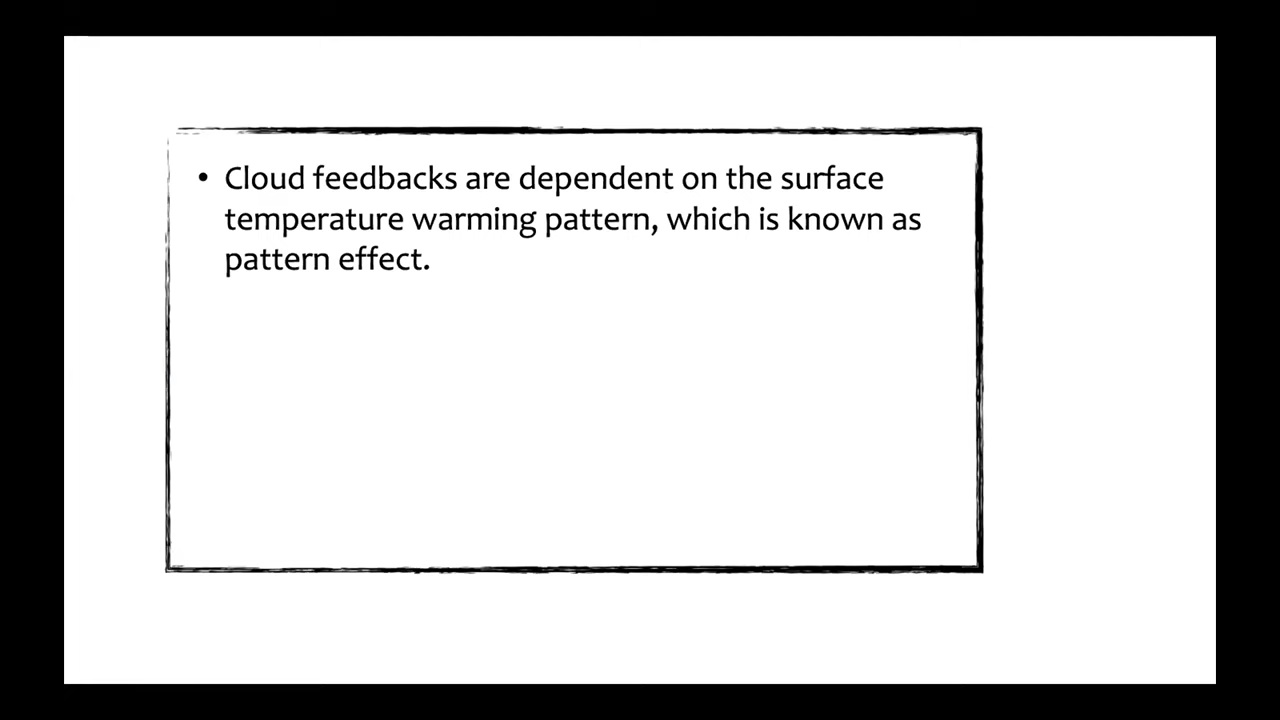 • Cloud feedbacks are dependent on the surface
temperature warming pattern, which is known as
pattern effect.